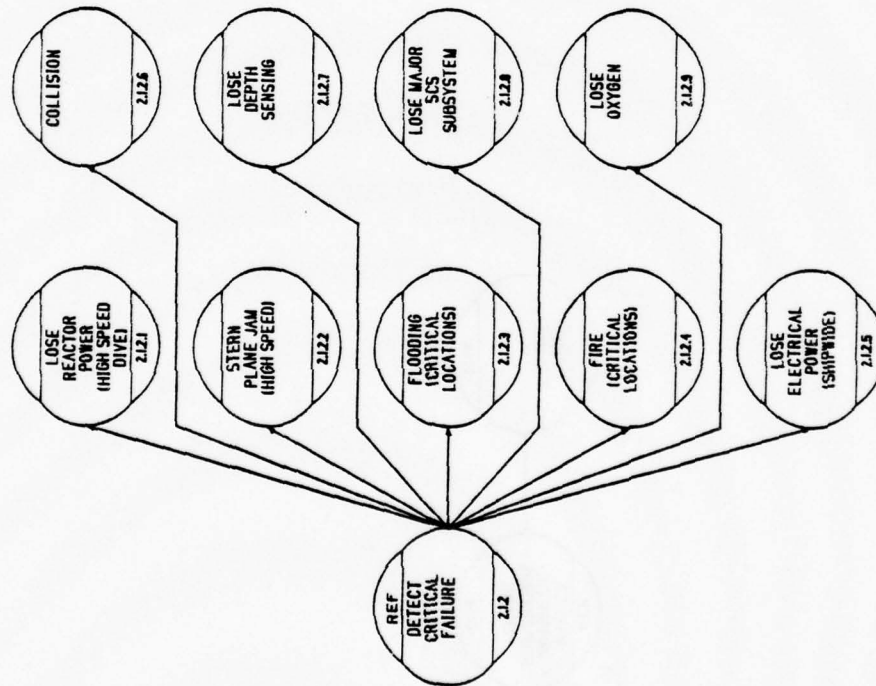 REF
DETECT
CRITICAL
FAILURE
2.1.2
LOSE
REACTOR
POWER
(HIGH SPEED
DIVE)
2.1.2.1
STERN
PLANE JAM
(HIGH SPEED)
2.1.2.2
FLOODING
(CRITICAL
LOCATIONS)
2.1.2.3
FIRE
(CRITICAL
LOCATIONS)
2.1.2.4
LOSE
ELECTRICAL
POWER
(SHIPWIDE)
2.1.2.5
COLLISION
2.1.2.6
LOSE
DEPTH
SENSING
2.1.2.7
LOSE MAJOR
SCS
SUBSYSTEM
2.1.2.8
LOSE
OXYGEN
2.1.2.9